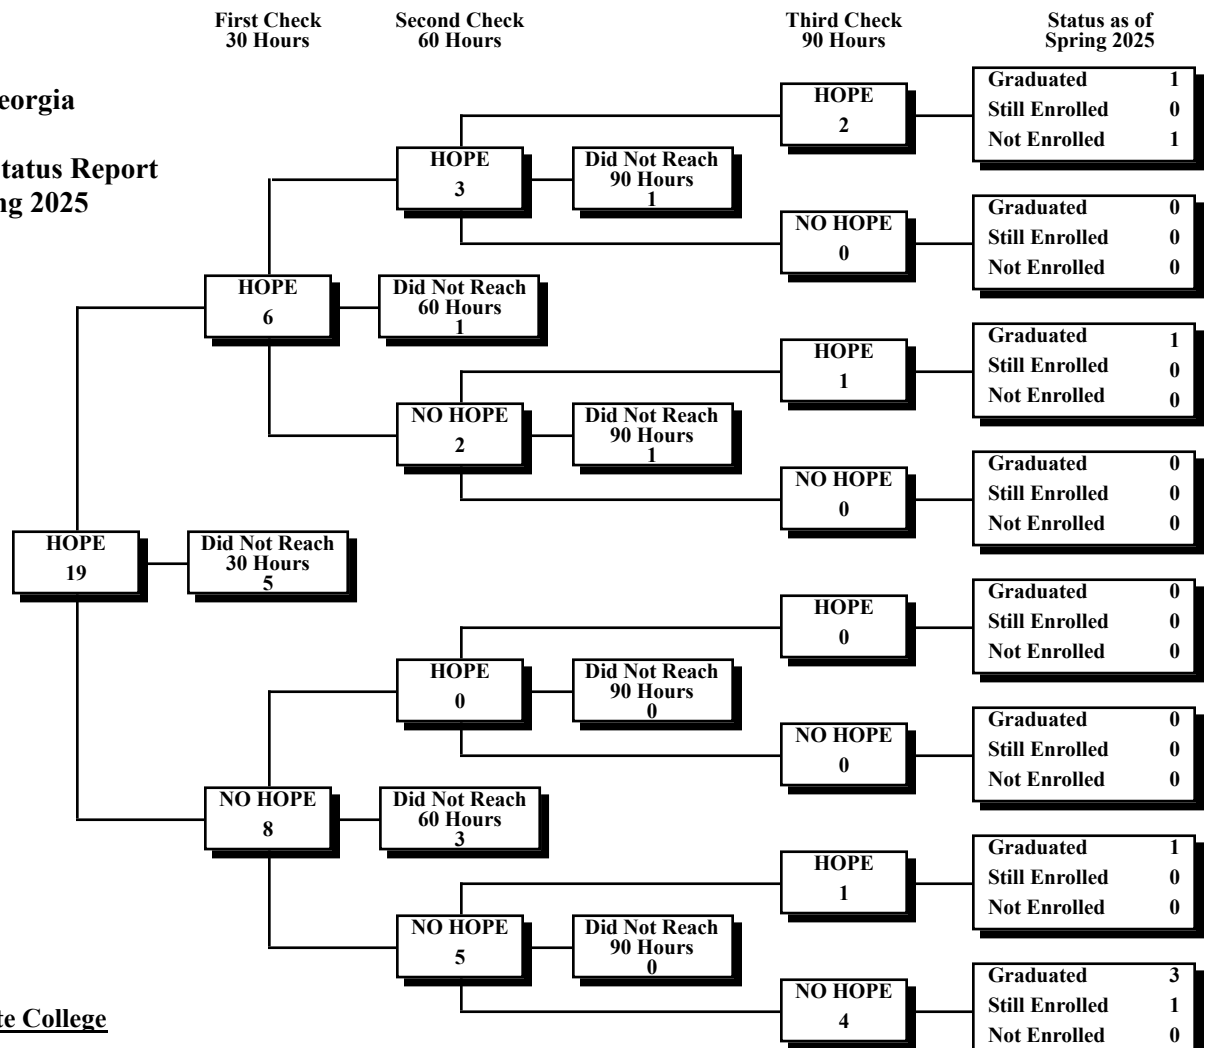 First Check
30 Hours
Second Check
60 Hours
Third Check
90 Hours
Status as of
Spring 2025
Status Report
2025
HOPE
19
Did Not Reach
30 Hours
5
HOPE
6
Did Not Reach
60 Hours
1
NO HOPE
8
Did Not Reach
60 Hours
3
HOPE
3
Did Not Reach
90 Hours
1
NO HOPE
2
Did Not Reach
90 Hours
1
HOPE
0
Did Not Reach
90 Hours
0
NO HOPE
5
Did Not Reach
90 Hours
0
HOPE
2
Graduated 1
Still Enrolled 0
Not Enrolled 1
NO HOPE
0
Graduated 0
Still Enrolled 0
Not Enrolled 0
HOPE
1
Graduated 1
Still Enrolled 0
Not Enrolled 0
NO HOPE
0
Graduated 0
Still Enrolled 0
Not Enrolled 0
HOPE
0
Graduated 0
Still Enrolled 0
Not Enrolled 0
NO HOPE
0
Graduated 0
Still Enrolled 0
Not Enrolled 0
HOPE
1
Graduated 1
Still Enrolled 0
Not Enrolled 0
NO HOPE
4
Graduated 3
Still Enrolled 1
Not Enrolled 0
College